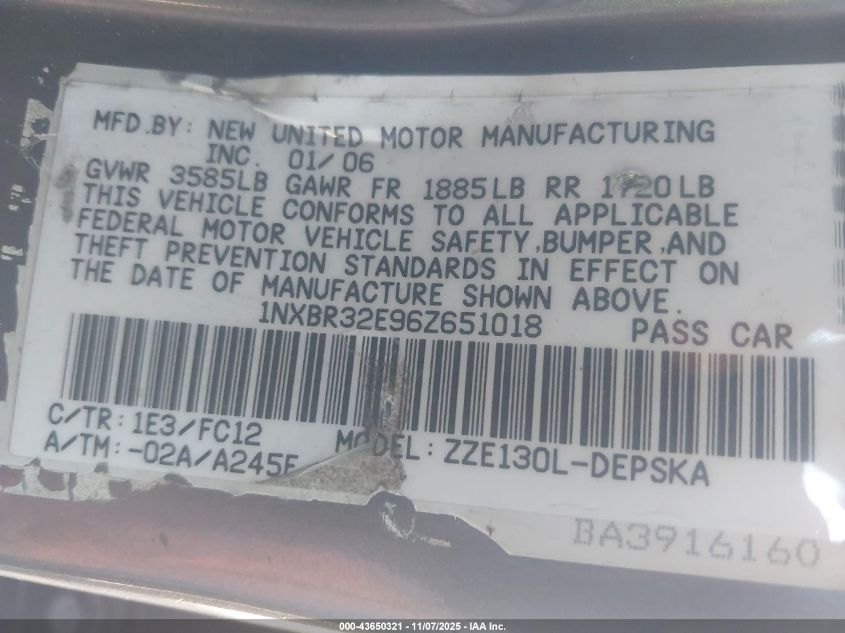 MFD.BY: NEW UNITED MOTOR MANUFACTURING
INC. 01/06
GVWR 3585LB GAWR FR 1885LB RR 1720LB
THIS VEHICLE CONFORMS TO ALL APPLICABLE
FEDERAL MOTOR VEHICLE SAFETY,BUMPER,AND
THEFT PREVENTION STANDARDS IN EFFECT ON
THE DATE OF MANUFACTURE SHOWN ABOVE.
1NXBR32E96Z651018 PASS CAR
C/TR: 1E3/FC12
A/TM: -02A/A245E MODEL: ZZE130L-DEPSKA
BA3916160
000-43650321 - 11/07/2025 - IAA Inc.